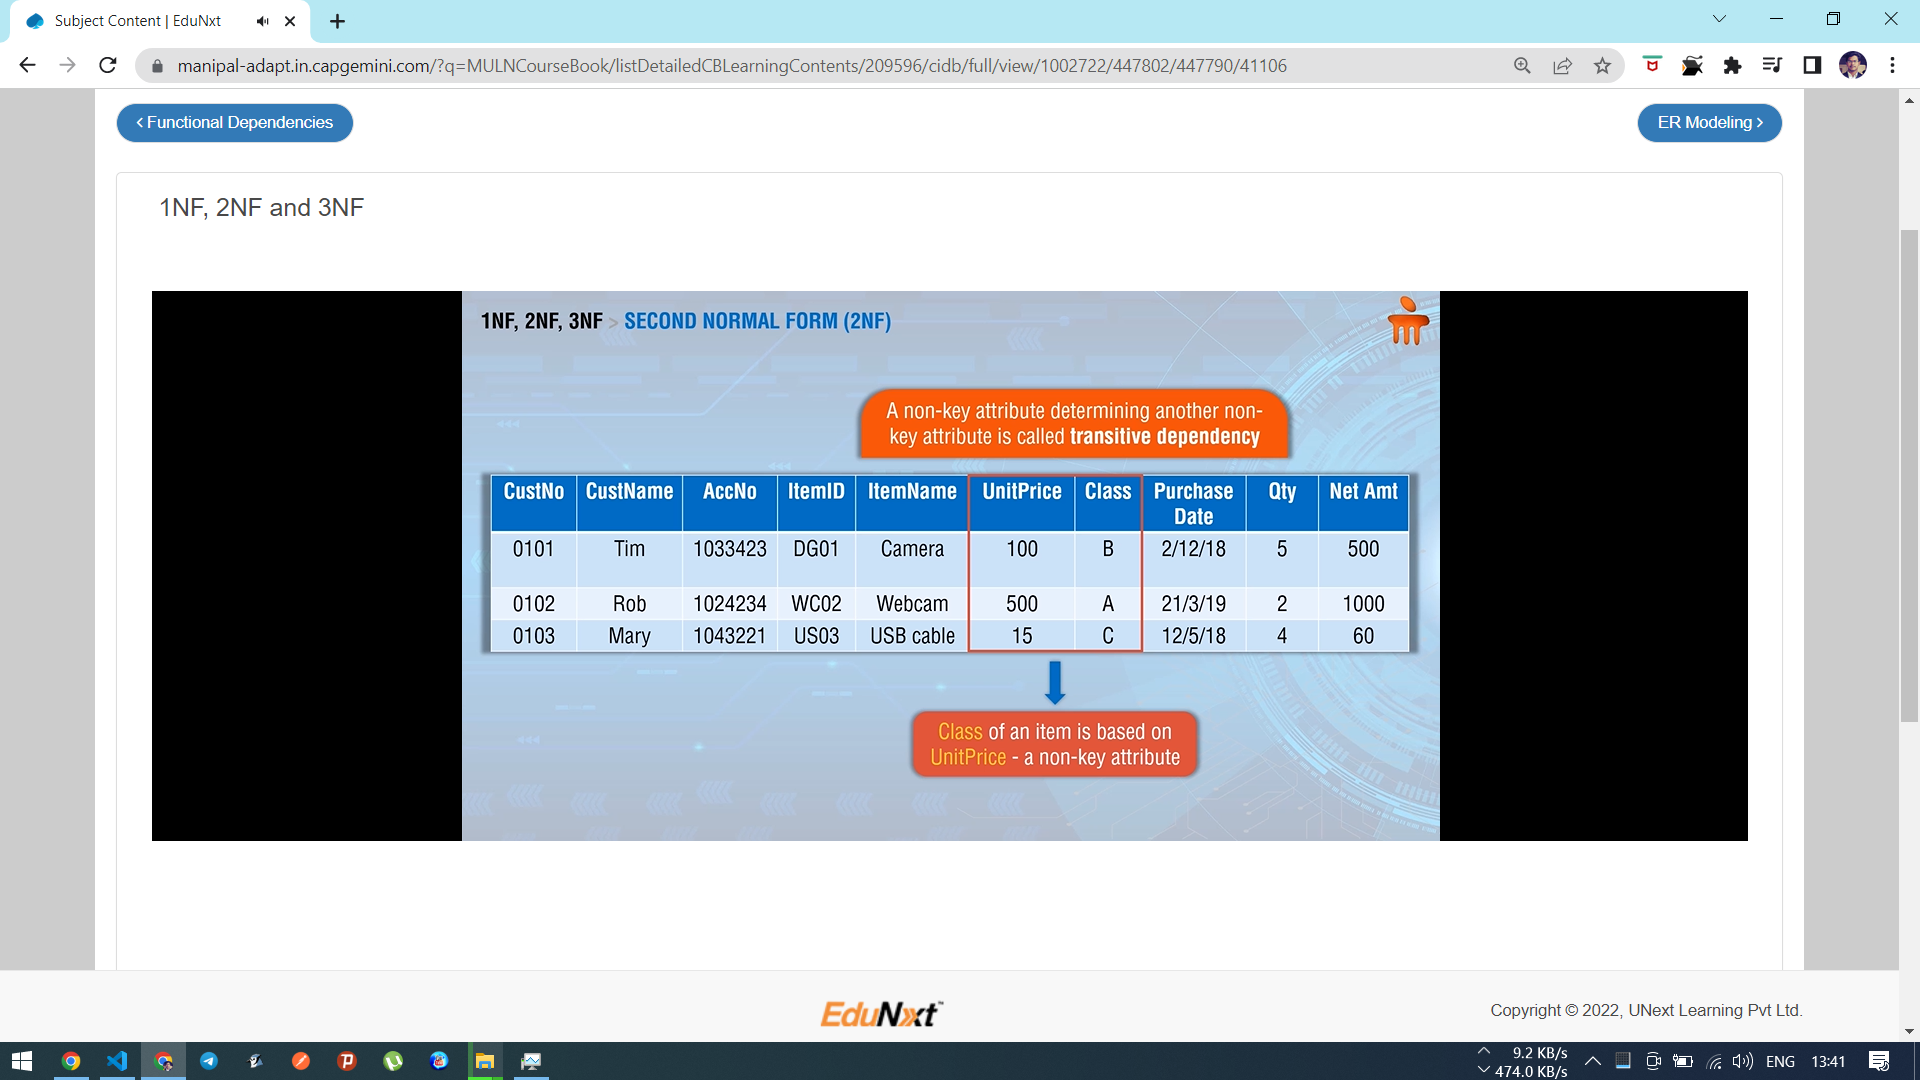 Subject Content | EduNxt
manipal-adapt.in.capgemini.com/?q=MULNCourseBook/listDetailedCBLearningContents/209596/cidb/full/view/1002722/447802/447790/41106
< Functional Dependencies
ER Modeling >
1NF, 2NF and 3NF
1NF, 2NF, 3NF > SECOND NORMAL FORM (2NF)
A non-key attribute determining another non-
key attribute is called transitive dependency
CustNo CustName AccNo ItemID ItemName UnitPrice Class Purchase Date Qty Net Amt
0101 Tim 1033423 DG01 Camera 100 B 2/12/18 5 500
0102 Rob 1024234 WC02 Webcam 500 A 21/3/19 2 1000
0103 Mary 1043221 US03 USB cable 15 C 12/5/18 4 60
Class of an item is based on
UnitPrice - a non-key attribute
EduNxt
Copyright © 2022, UNext Learning Pvt Ltd.
9.2 KB/s
474.0 KB/s
ENG 13:41